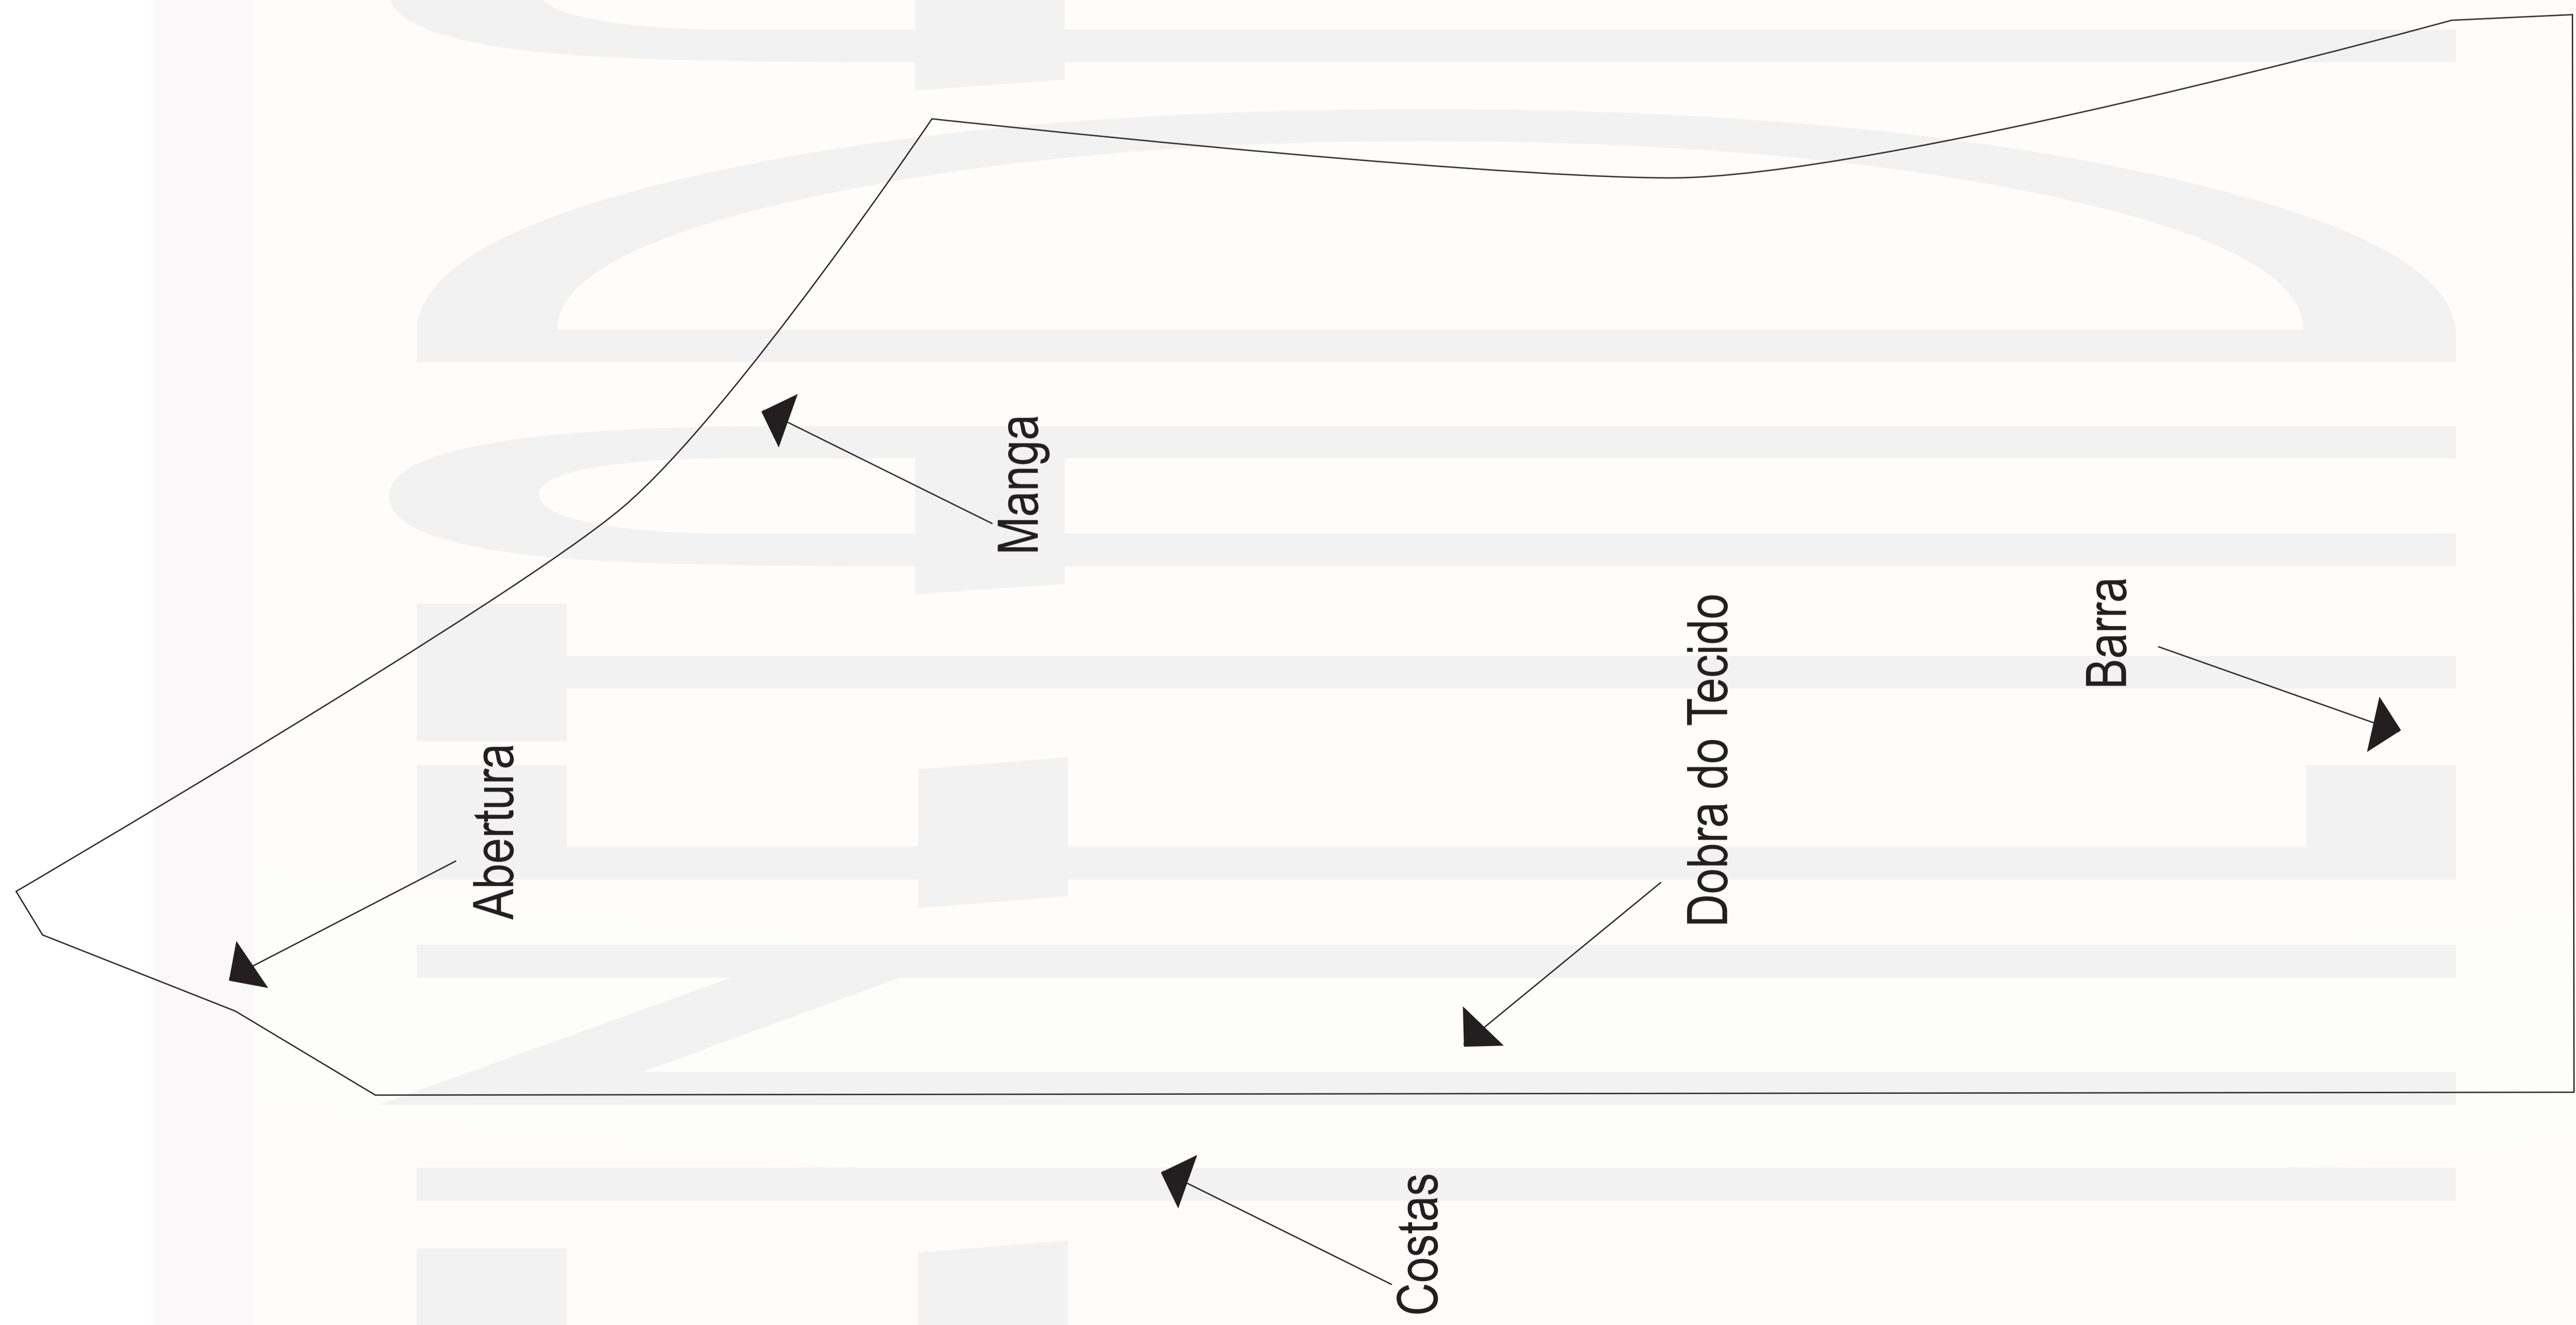 Abertura
Manga
Costas
Dobra do Tecido
Barra